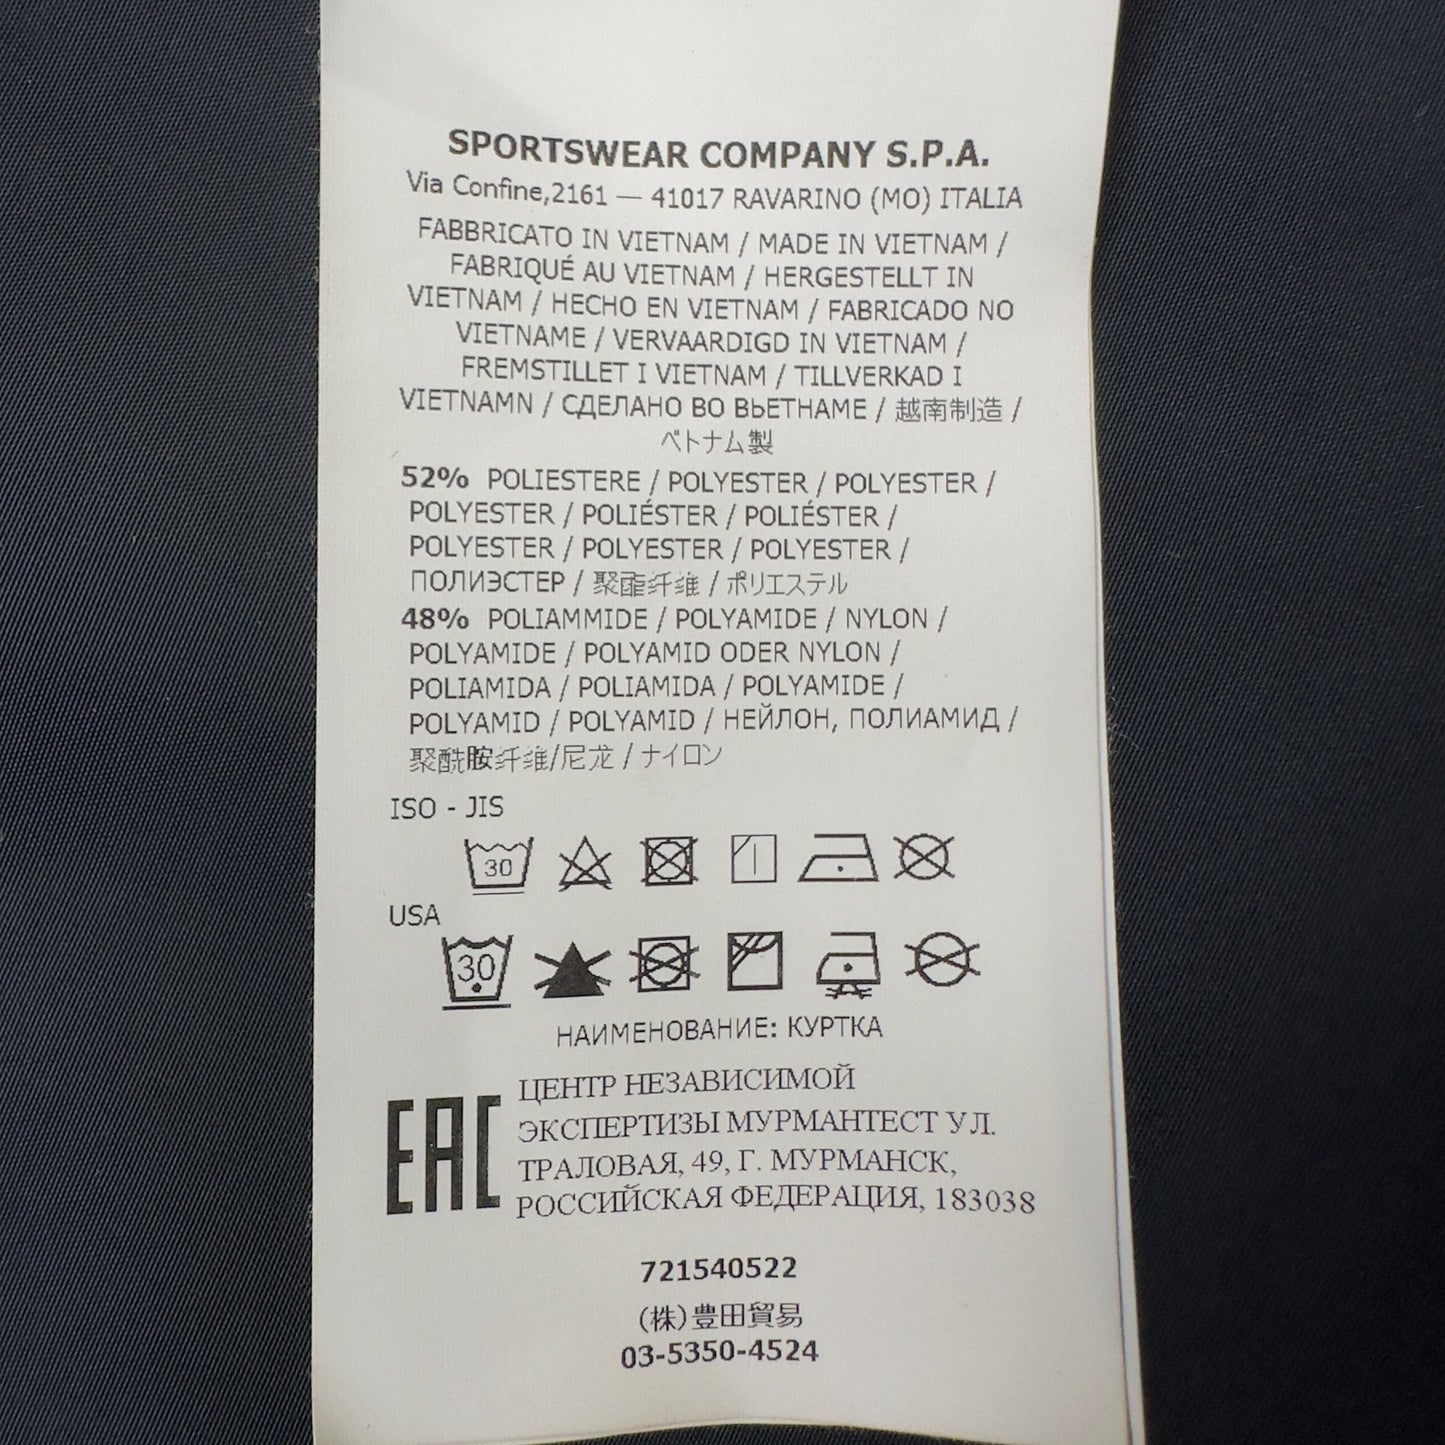 SPORTSWEAR COMPANY S.P.A.
Via Confine,2161 — 41017 RAVARINO (MO) ITALIA
FABBRICATO IN VIETNAM / MADE IN VIETNAM /
FABRIQUÉ AU VIETNAM / HERGESTELLT IN
VIETNAM / HECHO EN VIETNAM / FABRICADO NO
VIETNAME / VERVAARDIGD IN VIETNAM /
FREMSTILLET I VIETNAM / TILLVERKAD I
VIETNAMN / СДЕЛАНО ВО ВЬЕТНАМЕ / 越南制造 /
ベトナム製
52% POLIESTERE / POLYESTER / POLYESTER /
POLYESTER / POLIÉSTER / POLIÉSTER /
POLYESTER / POLYESTER / POLYESTER /
ПОЛИЭСТЕР / 聚酯纤维 / ポリエステル
48% POLIAMMIDE / POLYAMIDE / NYLON /
POLYAMIDE / POLYAMID ODER NYLON /
POLIAMIDA / POLIAMIDA / POLYAMIDE /
POLYAMID / POLYAMID / НЕЙЛОН, ПОЛИАМИД /
聚酰胺纤维/尼龙 / ナイロン
ISO - JIS
30
USA
30
НАИМЕНОВАНИЕ: КУРТКА
EAC
ЦЕНТР НЕЗАВИСИМОЙ
ЭКСПЕРТИЗЫ МУРМАНТЕСТ УЛ.
ТРАЛОВАЯ, 49, Г. МУРМАНСК,
РОССИЙСКАЯ ФЕДЕРАЦИЯ, 183038
721540522
(株)豊田貿易
03-5350-4524